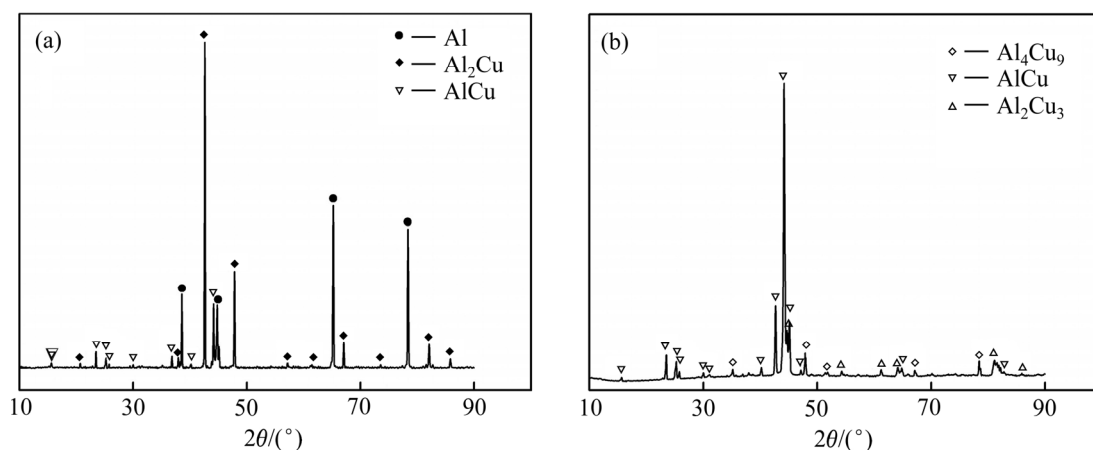 (a)
● — Al
◆ — Al₂Cu
▽ — AlCu
10 30 50 70 90
2θ/(°)
(b)
◇ — Al₄Cu₉
▽ — AlCu
△ — Al₂Cu₃
10 30 50 70 90
2θ/(°)